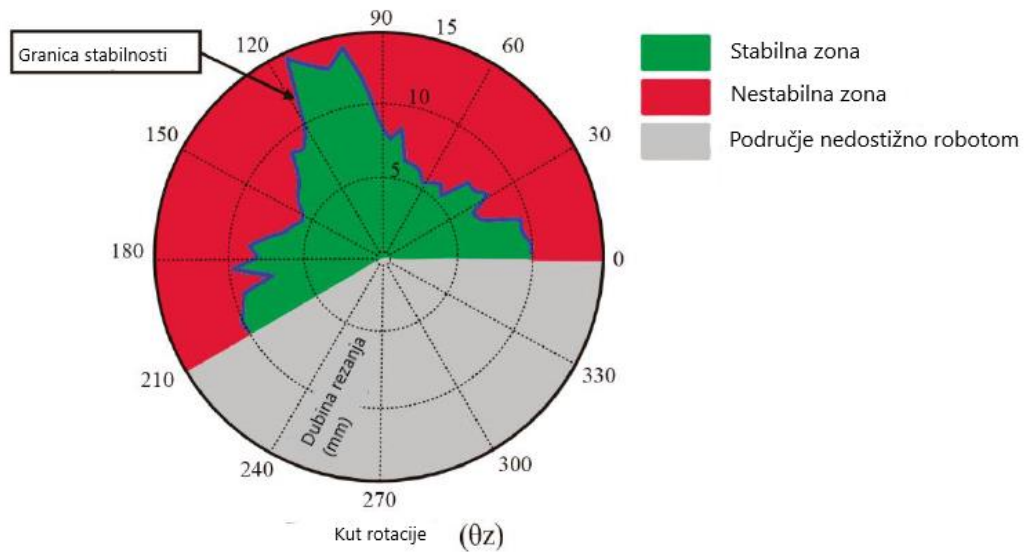 90
120
15
60
Granica stabilnosti
Stabilna zona
10
Nestabilna zona
150
30
Područje nedostižno robotom
5
180
0
Dubina rezanja
(mm)
210
330
240
300
270
Kut rotacije (θz)